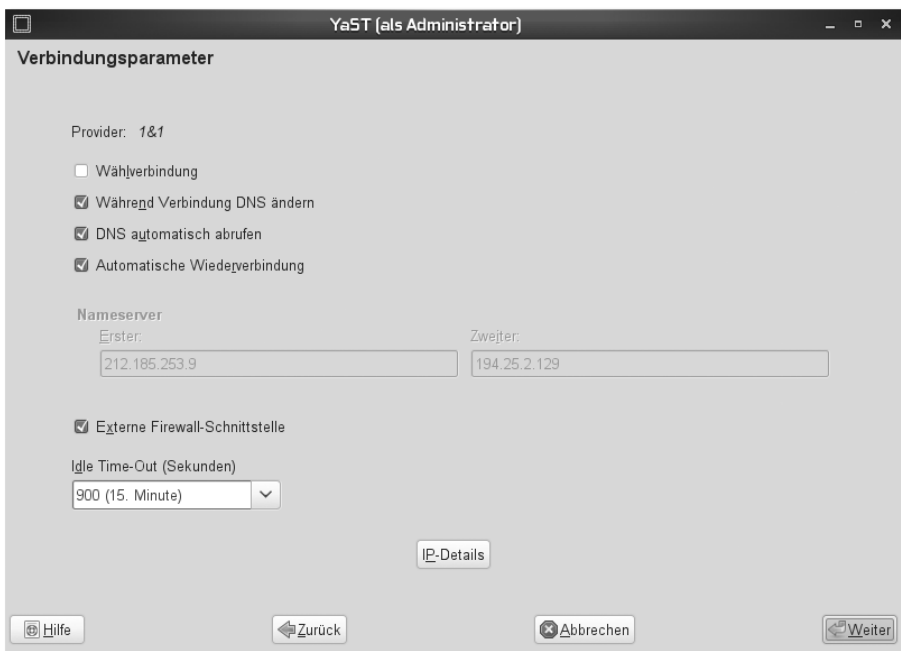 YaST (als Administrator)
Verbindungsparameter
Provider: 1&1
Wählverbindung
Während Verbindung DNS ändern
DNS automatisch abrufen
Automatische Wiederverbindung
Nameserver
Erster: Zweiter:
212.185.253.9 194.25.2.129
Externe Firewall-Schnittstelle
Idle Time-Out (Sekunden)
900 (15. Minute)
IP-Details
Hilfe Zurück Abbrechen Weiter